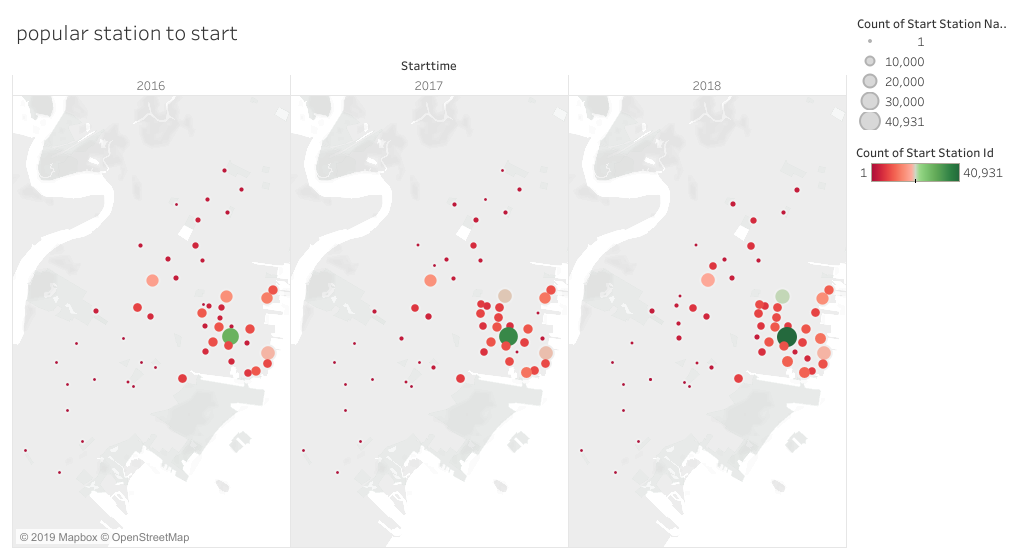 popular station to start
Starttime
2016 2017 2018
Count of Start Station Na..
1
10,000
20,000
30,000
40,931
Count of Start Station Id
1 40,931
© 2019 Mapbox © OpenStreetMap